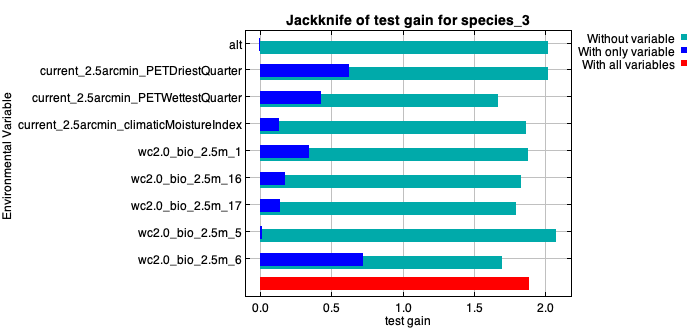 Jackknife of test gain for species_3
Without variable
With only variable
With all variables
Environmental Variable
alt
current_2.5arcmin_PETDriestQuarter
current_2.5arcmin_PETWettestQuarter
current_2.5arcmin_climaticMoistureIndex
wc2.0_bio_2.5m_1
wc2.0_bio_2.5m_16
wc2.0_bio_2.5m_17
wc2.0_bio_2.5m_5
wc2.0_bio_2.5m_6
0.0 0.5 1.0 1.5 2.0
test gain